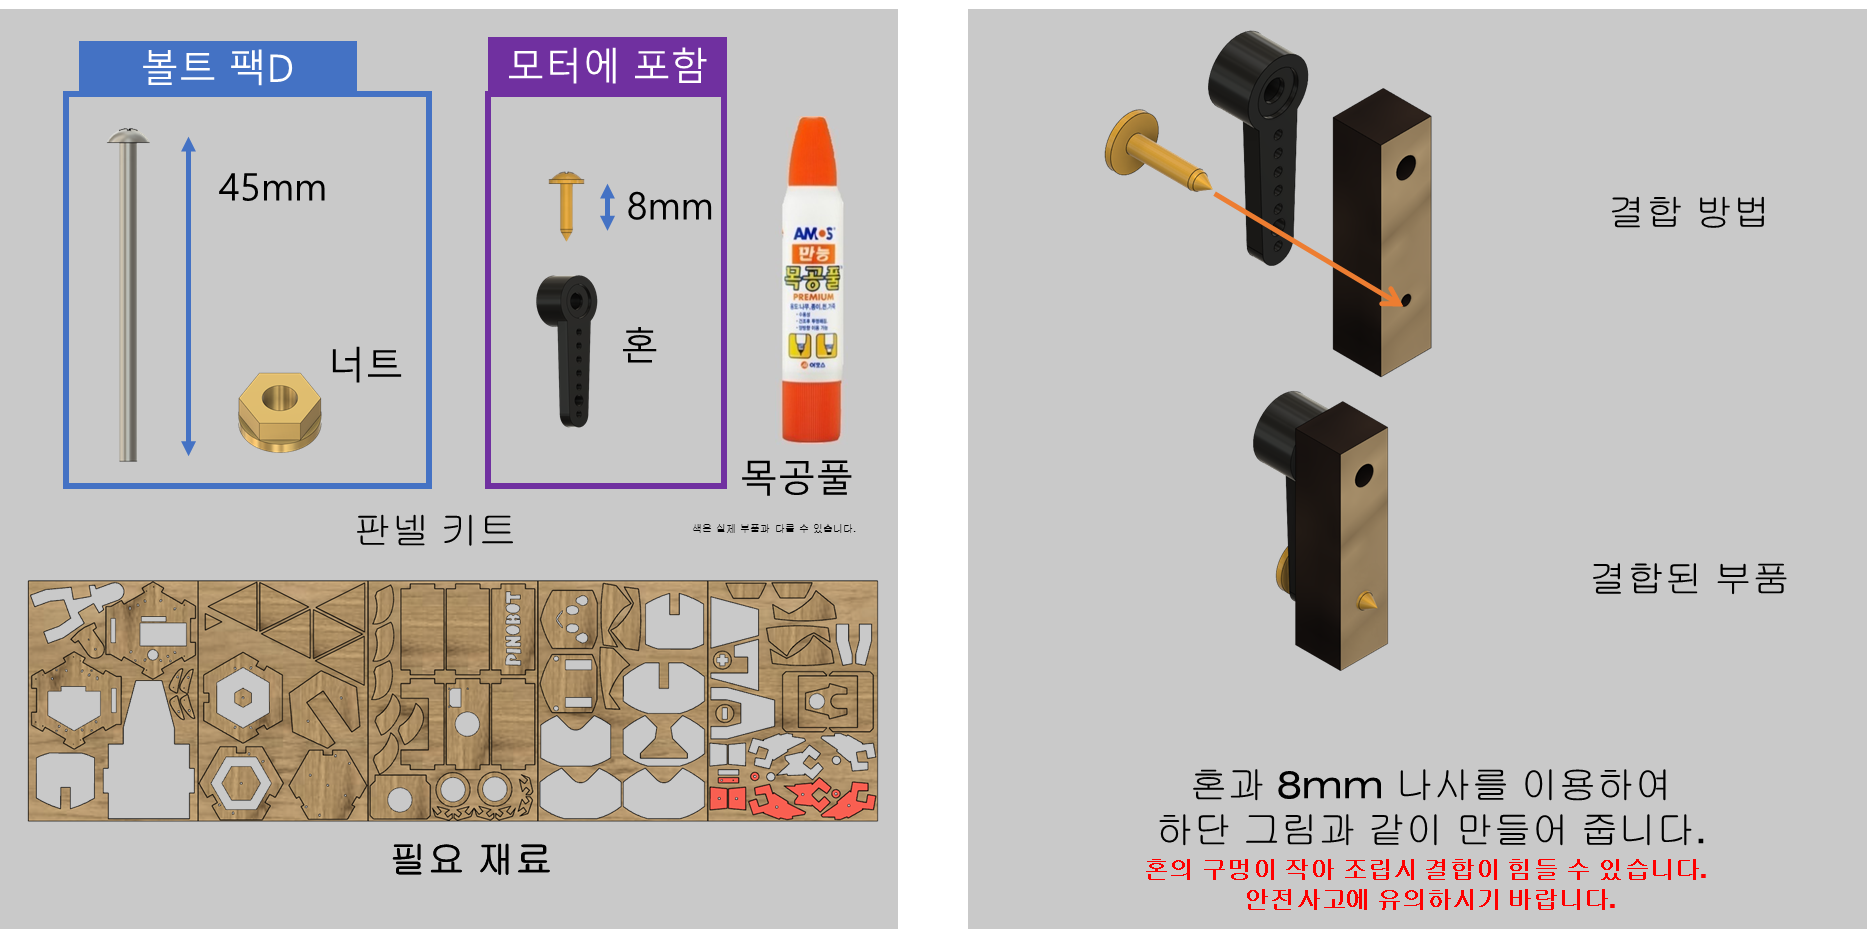 볼트 팩D
모터에 포함
45mm
8mm
너트
혼
AMOS
만능
목공풀
PREMIUM
목공풀
판넬 키트
색은 실제 부품과 다를 수 있습니다.
PINOBOT
필요 재료
결합 방법
결합된 부품
혼과 8mm 나사를 이용하여
하단 그림과 같이 만들어 줍니다.
혼의 구멍이 작아 조립시 결합이 힘들 수 있습니다.
안전사고에 유의하시기 바랍니다.